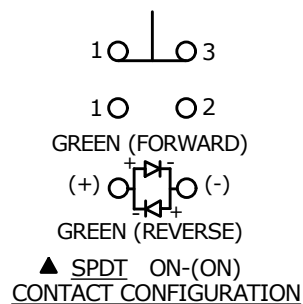 1 3
1 2
GREEN (FORWARD)
+ -
(+) (-)
- +
GREEN (REVERSE)
▲ SPDT ON-(ON)
CONTACT CONFIGURATION